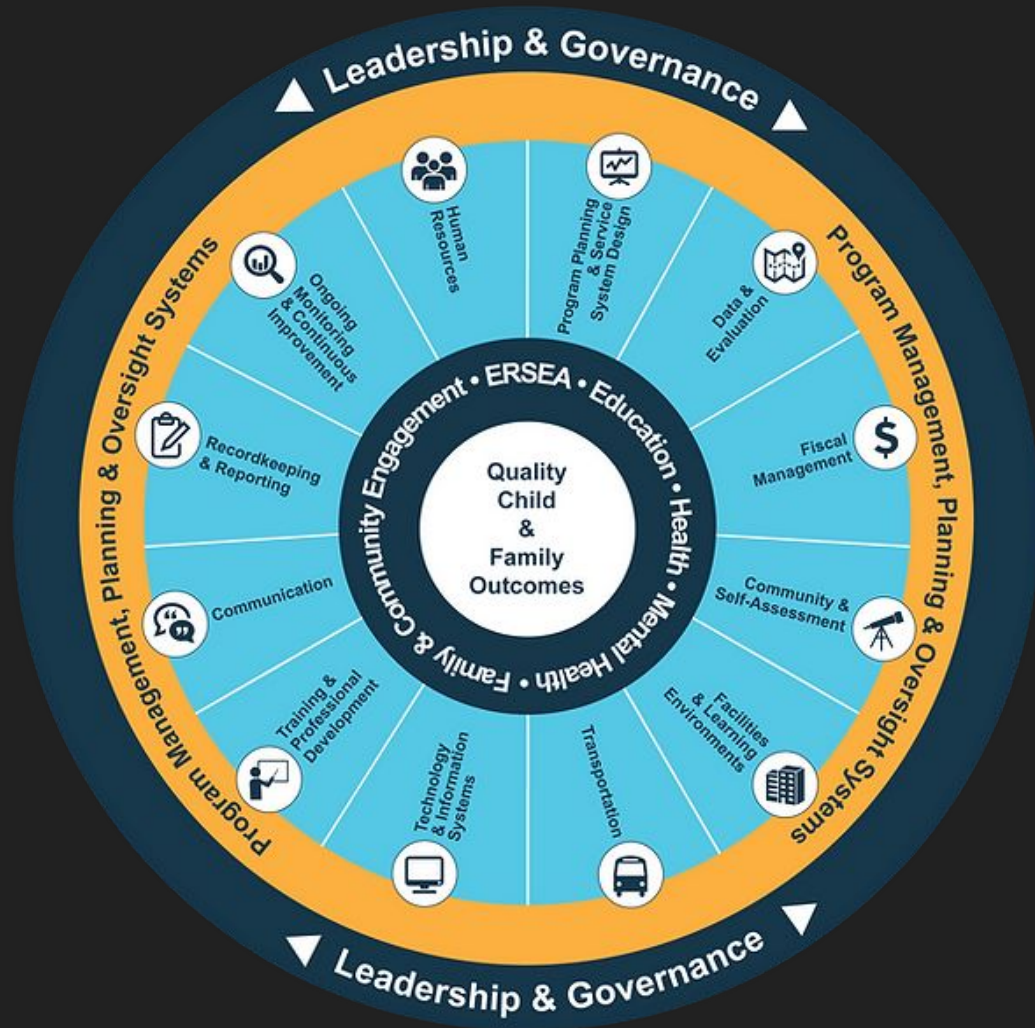 Leadership & Governance
Program Management, Planning & Oversight Systems
Program Management, Planning & Oversight Systems
Program Planning
& Service
System Design
Data &
Evaluation
Fiscal
Management
Community &
Self-Assessment
Facilities
& Learning
Environments
Transportation
Technology
& Information
Systems
Training &
Professional
Development
Communication
Recordkeeping
& Reporting
Ongoing
Monitoring
& Continuous
Improvement
Human
Resources
ERSEA • Education • Health • Mental Health • Family & Community Engagement •
Quality
Child
&
Family
Outcomes
Leadership & Governance